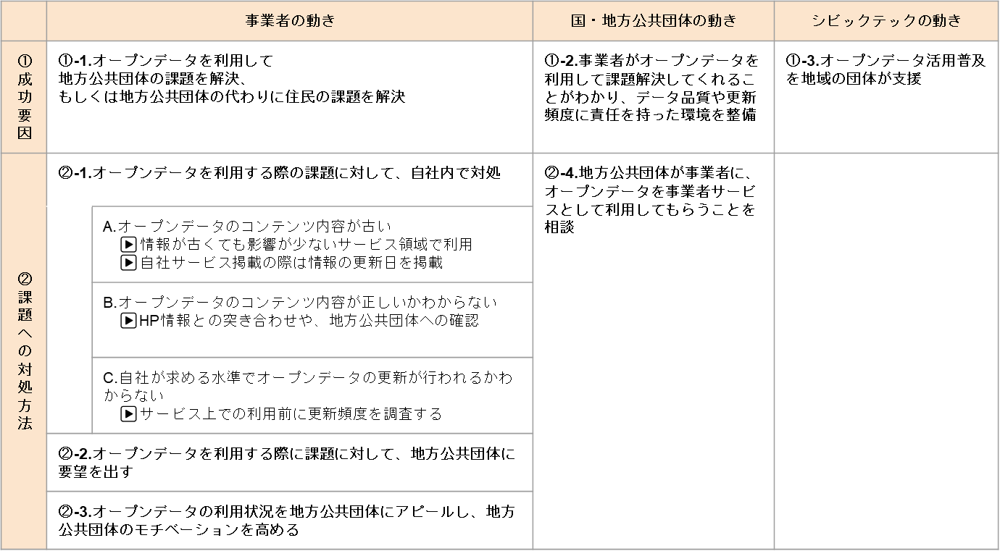 事業者の動き
国・地方公共団体の動き
シビックテックの動き
①成功要因
①-1.オープンデータを利用して
地方公共団体の課題を解決、
もしくは地方公共団体の代わりに住民の課題を解決
①-2.事業者がオープンデータを
利用して課題解決してくれるこ
とがわかり、データ品質や更新
頻度に責任を持った環境を整備
①-3.オープンデータ活用普及
を地域の団体が支援
②課題への対処方法
②-1.オープンデータを利用する際の課題に対して、自社内で対処
A.オープンデータのコンテンツ内容が古い
▶情報が古くても影響が少ないサービス領域で利用
▶自社サービス掲載の際は情報の更新日を掲載
B.オープンデータのコンテンツ内容が正しいかわからない
▶HP情報との突き合わせや、地方公共団体への確認
C.自社が求める水準でオープンデータの更新が行われるかわ
からない
▶サービス上での利用前に更新頻度を調査する
②-2.オープンデータを利用する際に課題に対して、地方公共団体に
要望を出す
②-3.オープンデータの利用状況を地方公共団体にアピールし、地方
公共団体のモチベーションを高める
②-4.地方公共団体が事業者に、
オープンデータを事業者サービ
スとして利用してもらうことを
相談